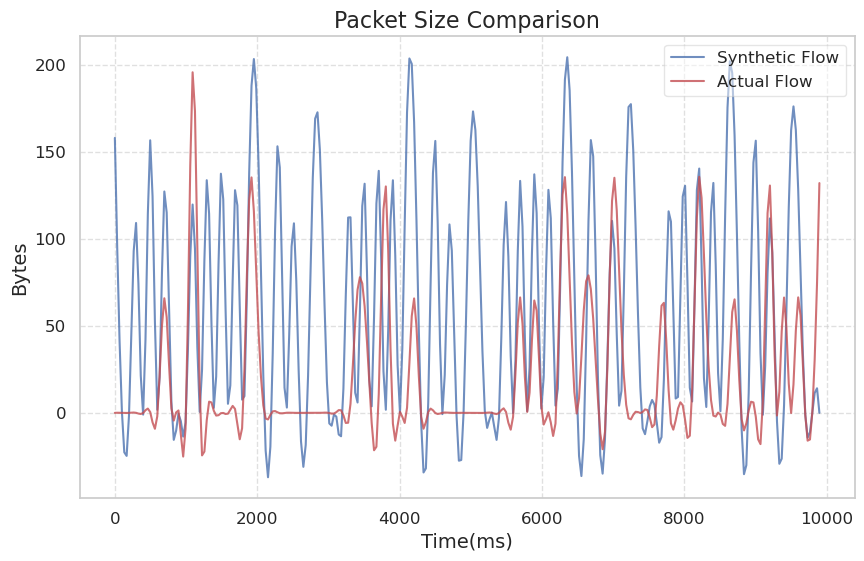 Packet Size Comparison
Synthetic Flow
Actual Flow
200
150
100
50
0
Bytes
0 2000 4000 6000 8000 10000
Time(ms)